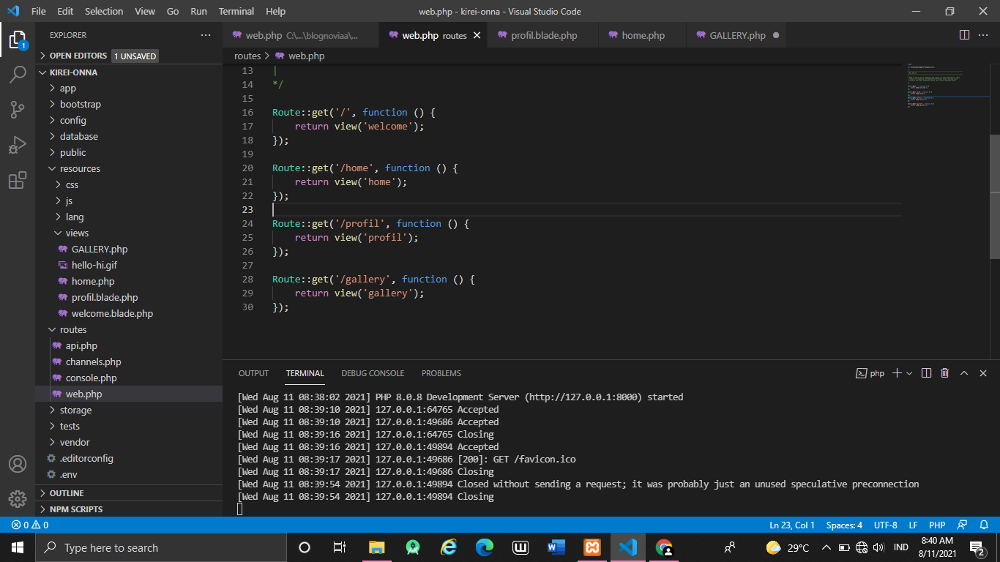 File Edit Selection View Go Run Terminal Help
web.php - kirei-onna - Visual Studio Code
EXPLORER
1
OPEN EDITORS 1 UNSAVED
KIREI-ONNA
app
bootstrap
config
database
public
resources
css
js
lang
views
GALLERY.php
hello-hi.gif
home.php
profil.blade.php
welcome.blade.php
routes
api.php
channels.php
console.php
web.php
storage
tests
vendor
.editorconfig
.env
OUTLINE
NPM SCRIPTS
web.php C:\...\blognoviaa\... web.php routes profil.blade.php home.php GALLERY.php
routes > web.php
13 |
14 */
15
16 Route::get('/', function () {
17     return view('welcome');
18 });
19
20 Route::get('/home', function () {
21     return view('home');
22 });
23
24 Route::get('/profil', function () {
25     return view('profil');
26 });
27
28 Route::get('/gallery', function () {
29     return view('gallery');
30 });
OUTPUT TERMINAL DEBUG CONSOLE PROBLEMS
php
[Wed Aug 11 08:38:02 2021] PHP 8.0.8 Development Server (http://127.0.0.1:8000) started
[Wed Aug 11 08:39:10 2021] 127.0.0.1:64765 Accepted
[Wed Aug 11 08:39:10 2021] 127.0.0.1:49686 Accepted
[Wed Aug 11 08:39:16 2021] 127.0.0.1:64765 Closing
[Wed Aug 11 08:39:16 2021] 127.0.0.1:49894 Accepted
[Wed Aug 11 08:39:17 2021] 127.0.0.1:49686 [200]: GET /favicon.ico
[Wed Aug 11 08:39:17 2021] 127.0.0.1:49686 Closing
[Wed Aug 11 08:39:54 2021] 127.0.0.1:49894 Closed without sending a request; it was probably just an unused speculative preconnection
[Wed Aug 11 08:39:54 2021] 127.0.0.1:49894 Closing
0 0
Ln 23, Col 1 Spaces: 4 UTF-8 LF PHP
Type here to search
29°C
IND
8:40 AM
8/11/2021
2